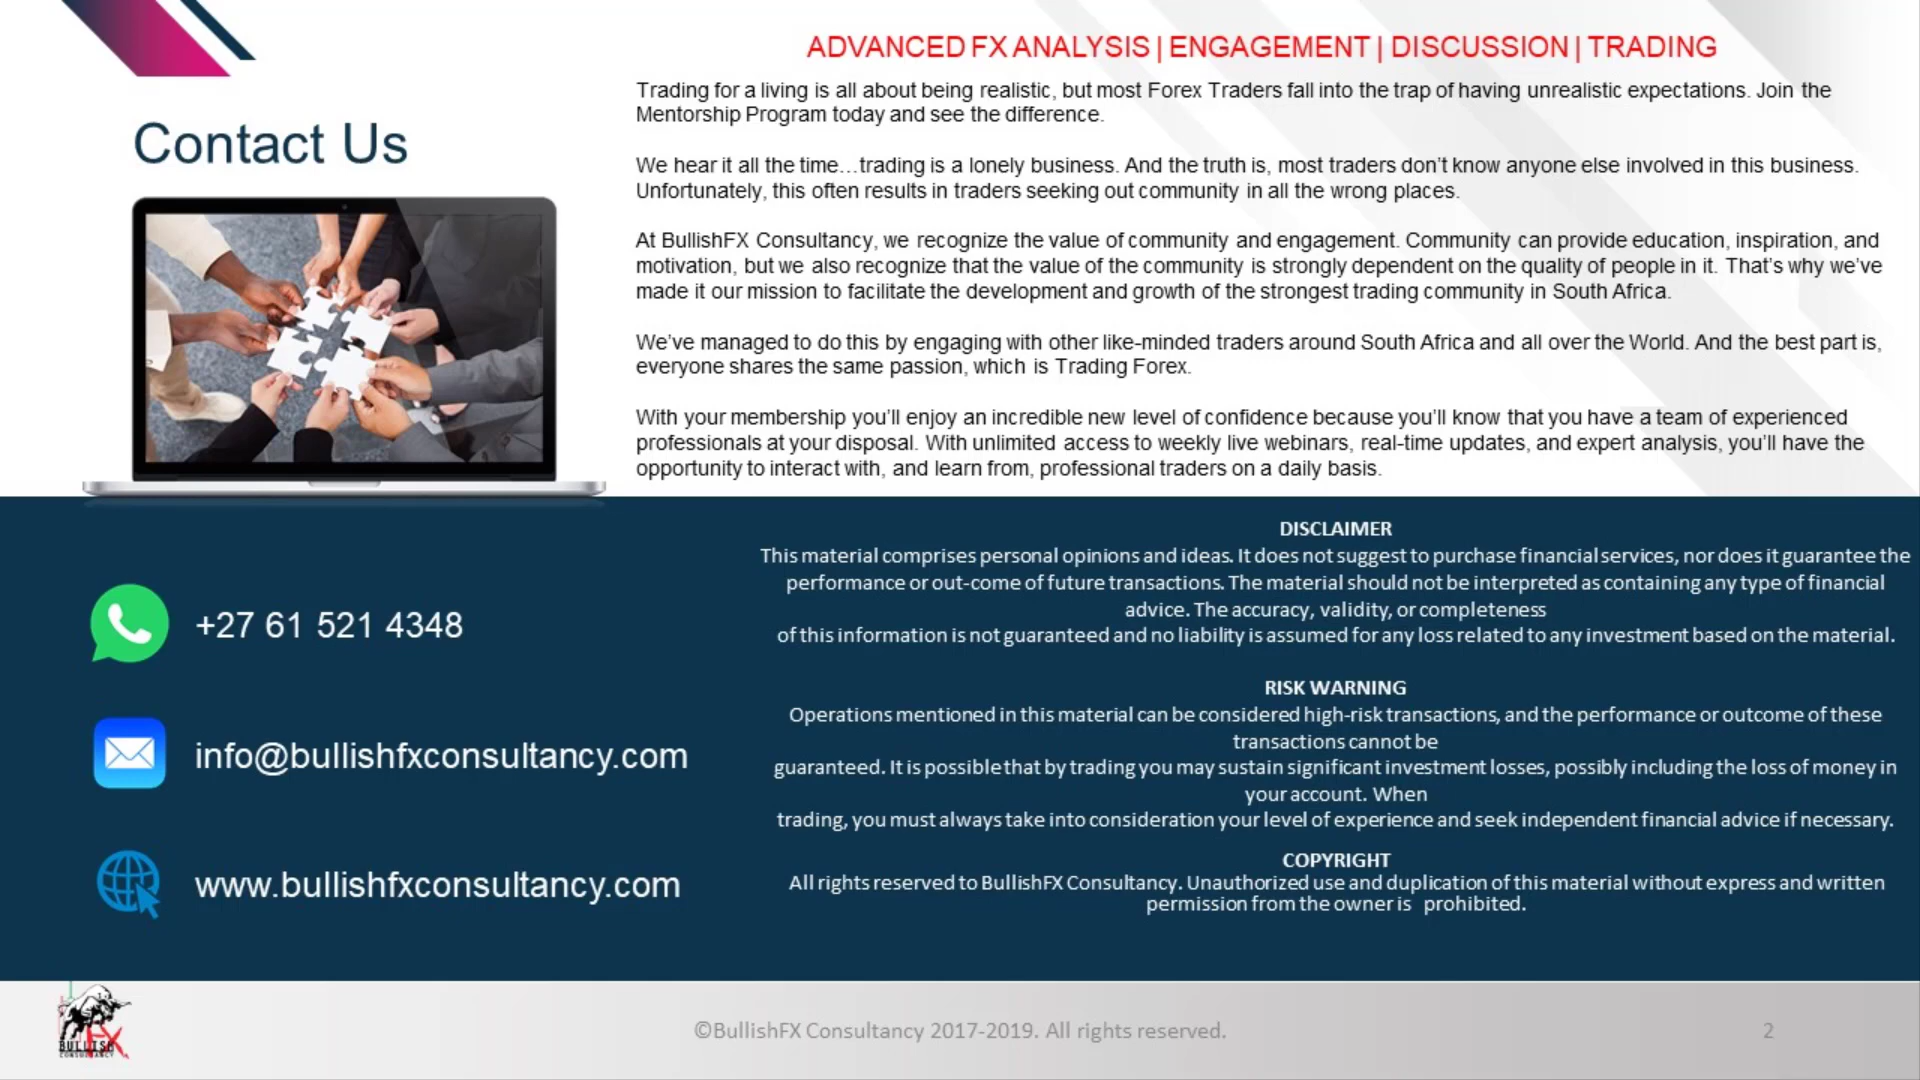 ADVANCED FX ANALYSIS | ENGAGEMENT | DISCUSSION | TRADING
Trading for a living is all about being realistic, but most Forex Traders fall into the trap of having unrealistic expectations. Join the
Mentorship Program today and see the difference.
We hear it all the time…trading is a lonely business. And the truth is, most traders don’t know anyone else involved in this business.
Unfortunately, this often results in traders seeking out community in all the wrong places.
At BullishFX Consultancy, we recognize the value of community and engagement. Community can provide education, inspiration, and
motivation, but we also recognize that the value of the community is strongly dependent on the quality of people in it. That’s why we’ve
made it our mission to facilitate the development and growth of the strongest trading community in South Africa.
We’ve managed to do this by engaging with other like-minded traders around South Africa and all over the World. And the best part is,
everyone shares the same passion, which is Trading Forex.
With your membership you’ll enjoy an incredible new level of confidence because you’ll know that you have a team of experienced
professionals at your disposal. With unlimited access to weekly live webinars, real-time updates, and expert analysis, you’ll have the
opportunity to interact with, and learn from, professional traders on a daily basis.
Contact Us
+27 61 521 4348
info@bullishfxconsultancy.com
www.bullishfxconsultancy.com
DISCLAIMER
This material comprises personal opinions and ideas. It does not suggest to purchase financial services, nor does it guarantee the
performance or out-come of future transactions. The material should not be interpreted as containing any type of financial
advice. The accuracy, validity, or completeness
of this information is not guaranteed and no liability is assumed for any loss related to any investment based on the material.
RISK WARNING
Operations mentioned in this material can be considered high-risk transactions, and the performance or outcome of these
transactions cannot be
guaranteed. It is possible that by trading you may sustain significant investment losses, possibly including the loss of money in
your account. When
trading, you must always take into consideration your level of experience and seek independent financial advice if necessary.
COPYRIGHT
All rights reserved to BullishFX Consultancy. Unauthorized use and duplication of this material without express and written
permission from the owner is prohibited.
FX
BULLISH
CONSULTANCY
©BullishFX Consultancy 2017-2019. All rights reserved.
2